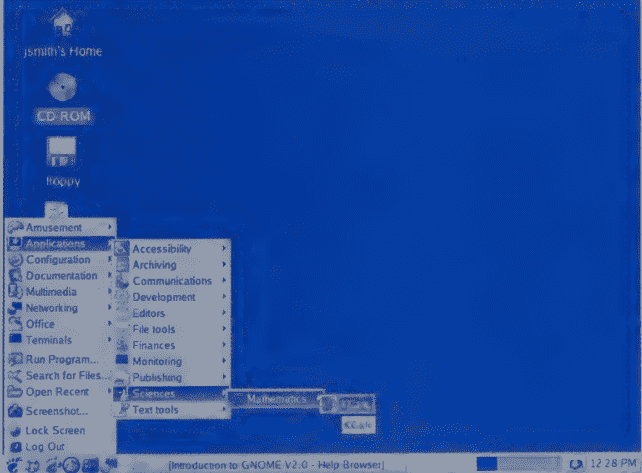 jsmith's Home
CD-ROM
floppy
Amusement
Applications
Configuration
Documentation
Multimedia
Networking
Office
Terminals
Run Program...
Search for Files...
Open Recent
Screenshot...
Lock Screen
Log Out
Accessibility
Archiving
Communications
Development
Editors
File tools
Finances
Monitoring
Publishing
Sciences
Text tools
Mathematics
[Introduction to GNOME V2.0 - Help Browser]
12:28 PM